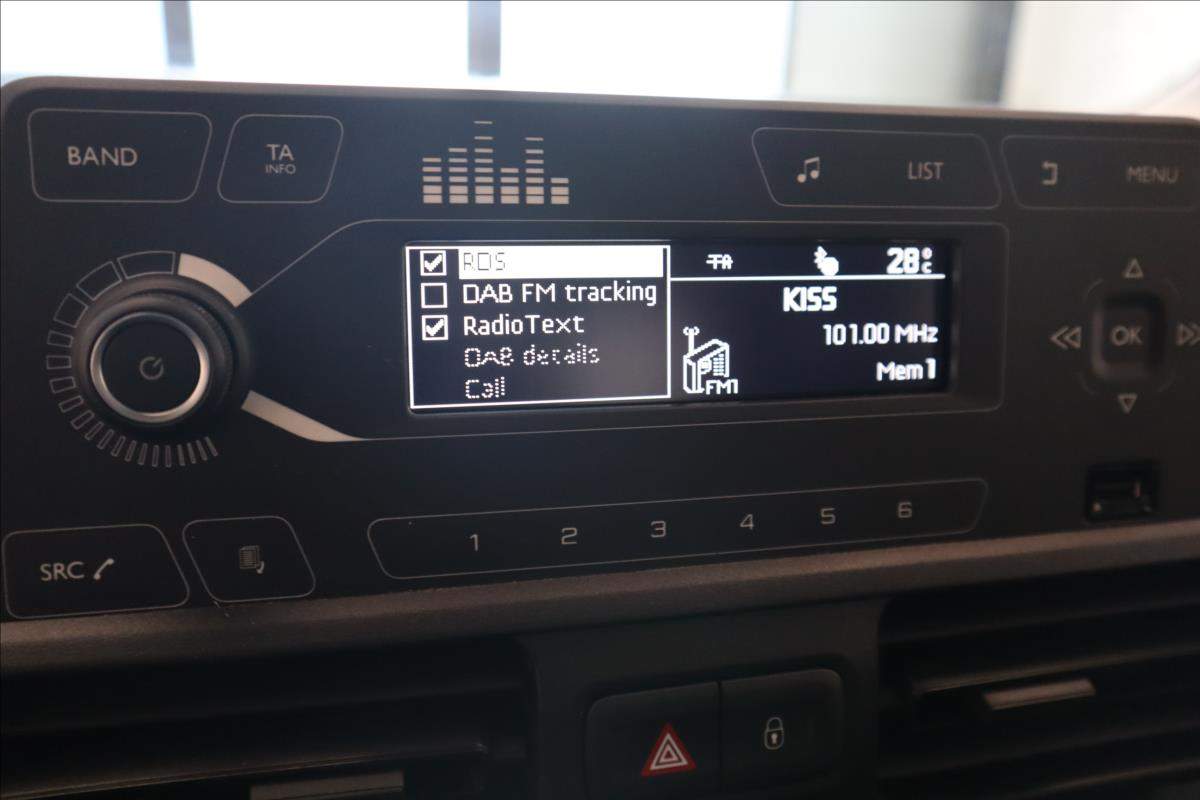 BAND
TA
INFO
LIST
MENU
RDS
DAB FM tracking
RadioText
DAB details
Call
TA
28°C
KISS
101.00 MHz
FM1
Mem 1
OK
1 2 3 4 5 6
SRC